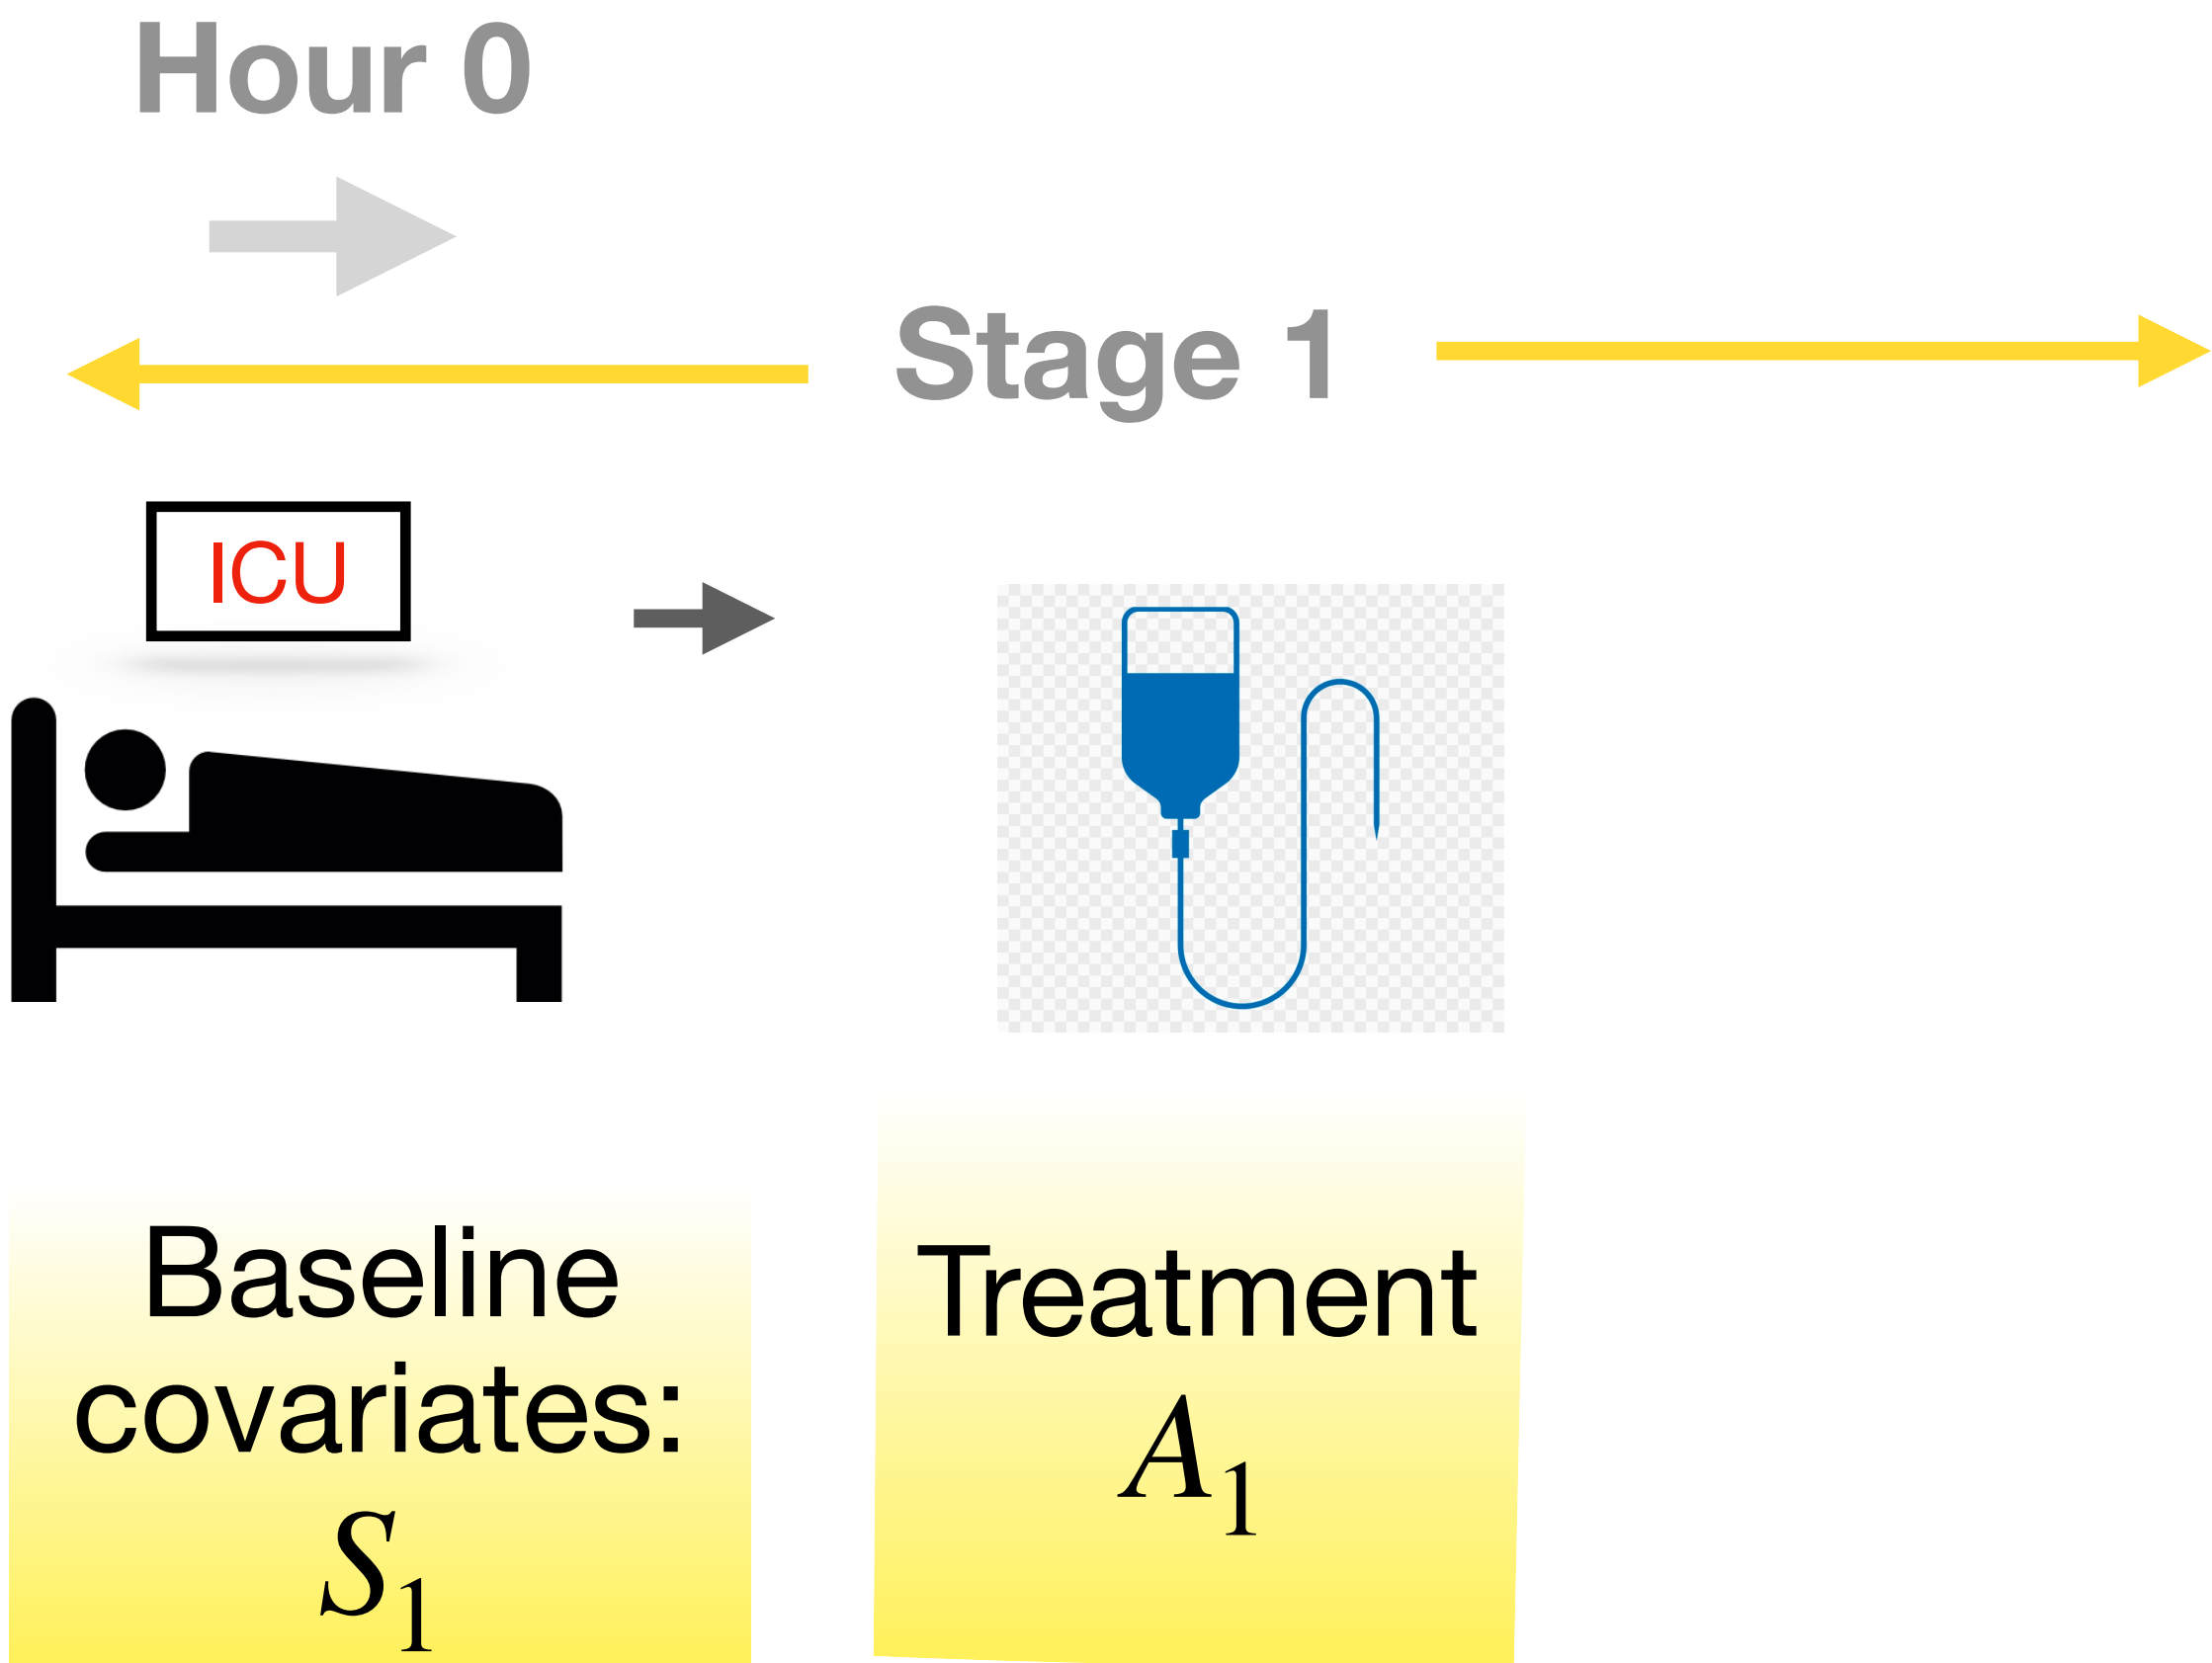 Hour 0
Stage 1
ICU
Baseline
covariates:
S₁
Treatment
A₁